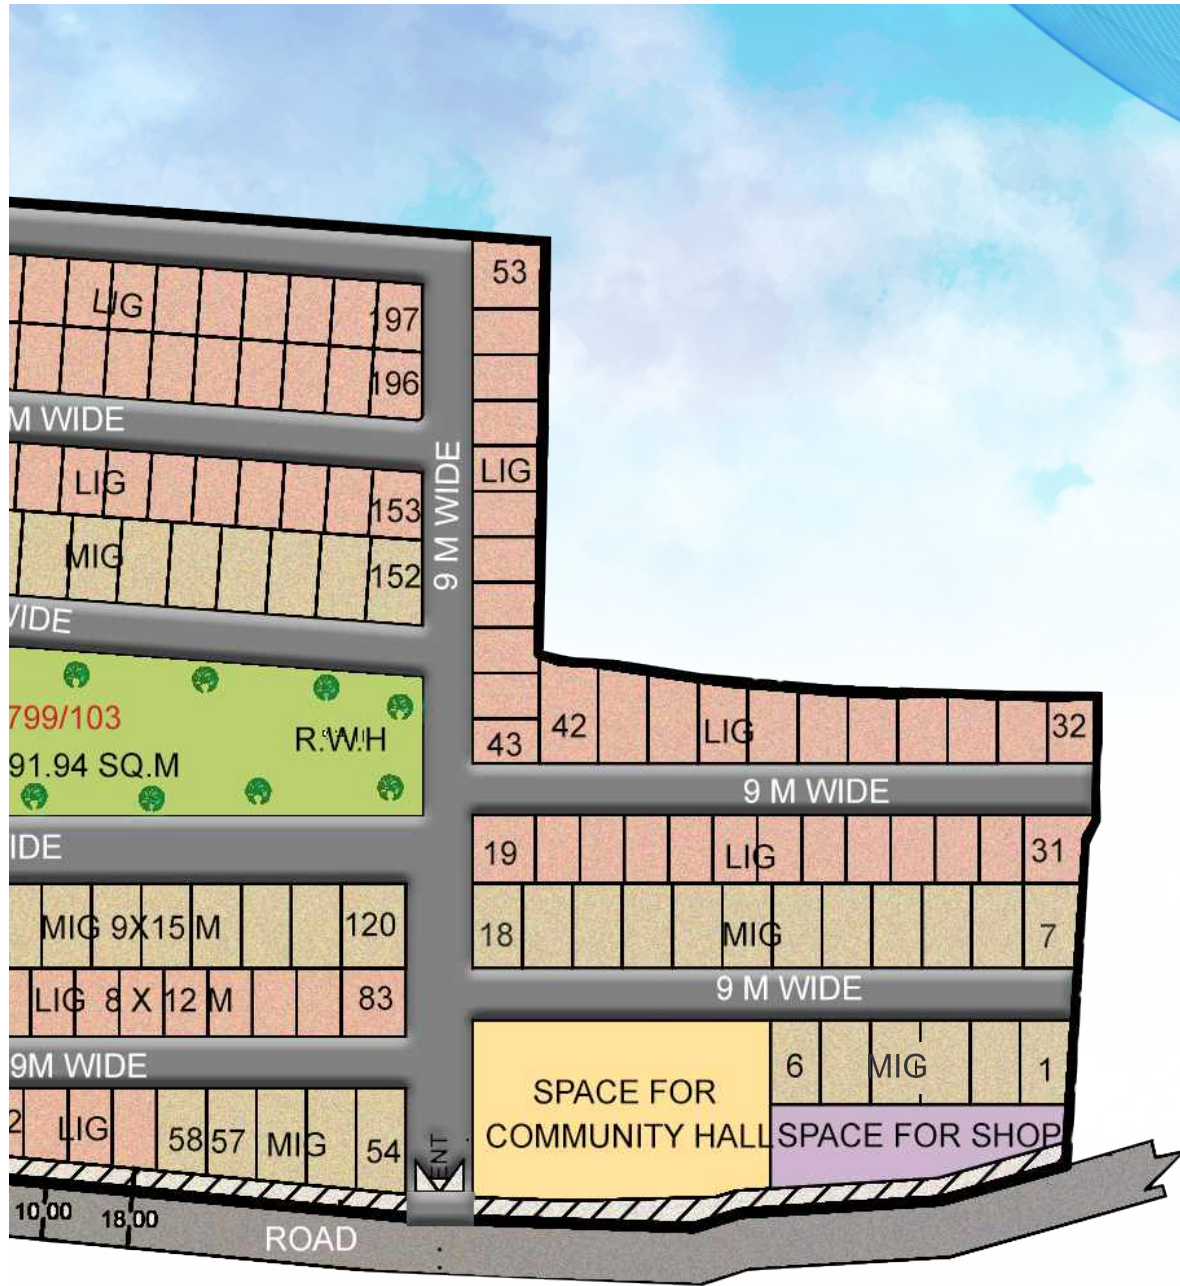 53
LIG
197
196
M WIDE
LIG
153
9 M WIDE
LIG
MIG
152
VIDE
799/103
R.W.H
91.94 SQ.M
42
LIG
32
43
9 M WIDE
IDE
19
LIG
31
MIG 9X15 M
120
18
MIG
7
LIG 8 X 12 M
83
9 M WIDE
9M WIDE
6
MIG
1
SPACE FOR
COMMUNITY HALL
SPACE FOR SHOP
2
LIG
58
57
MIG
54
ENT
10.00
18.00
ROAD